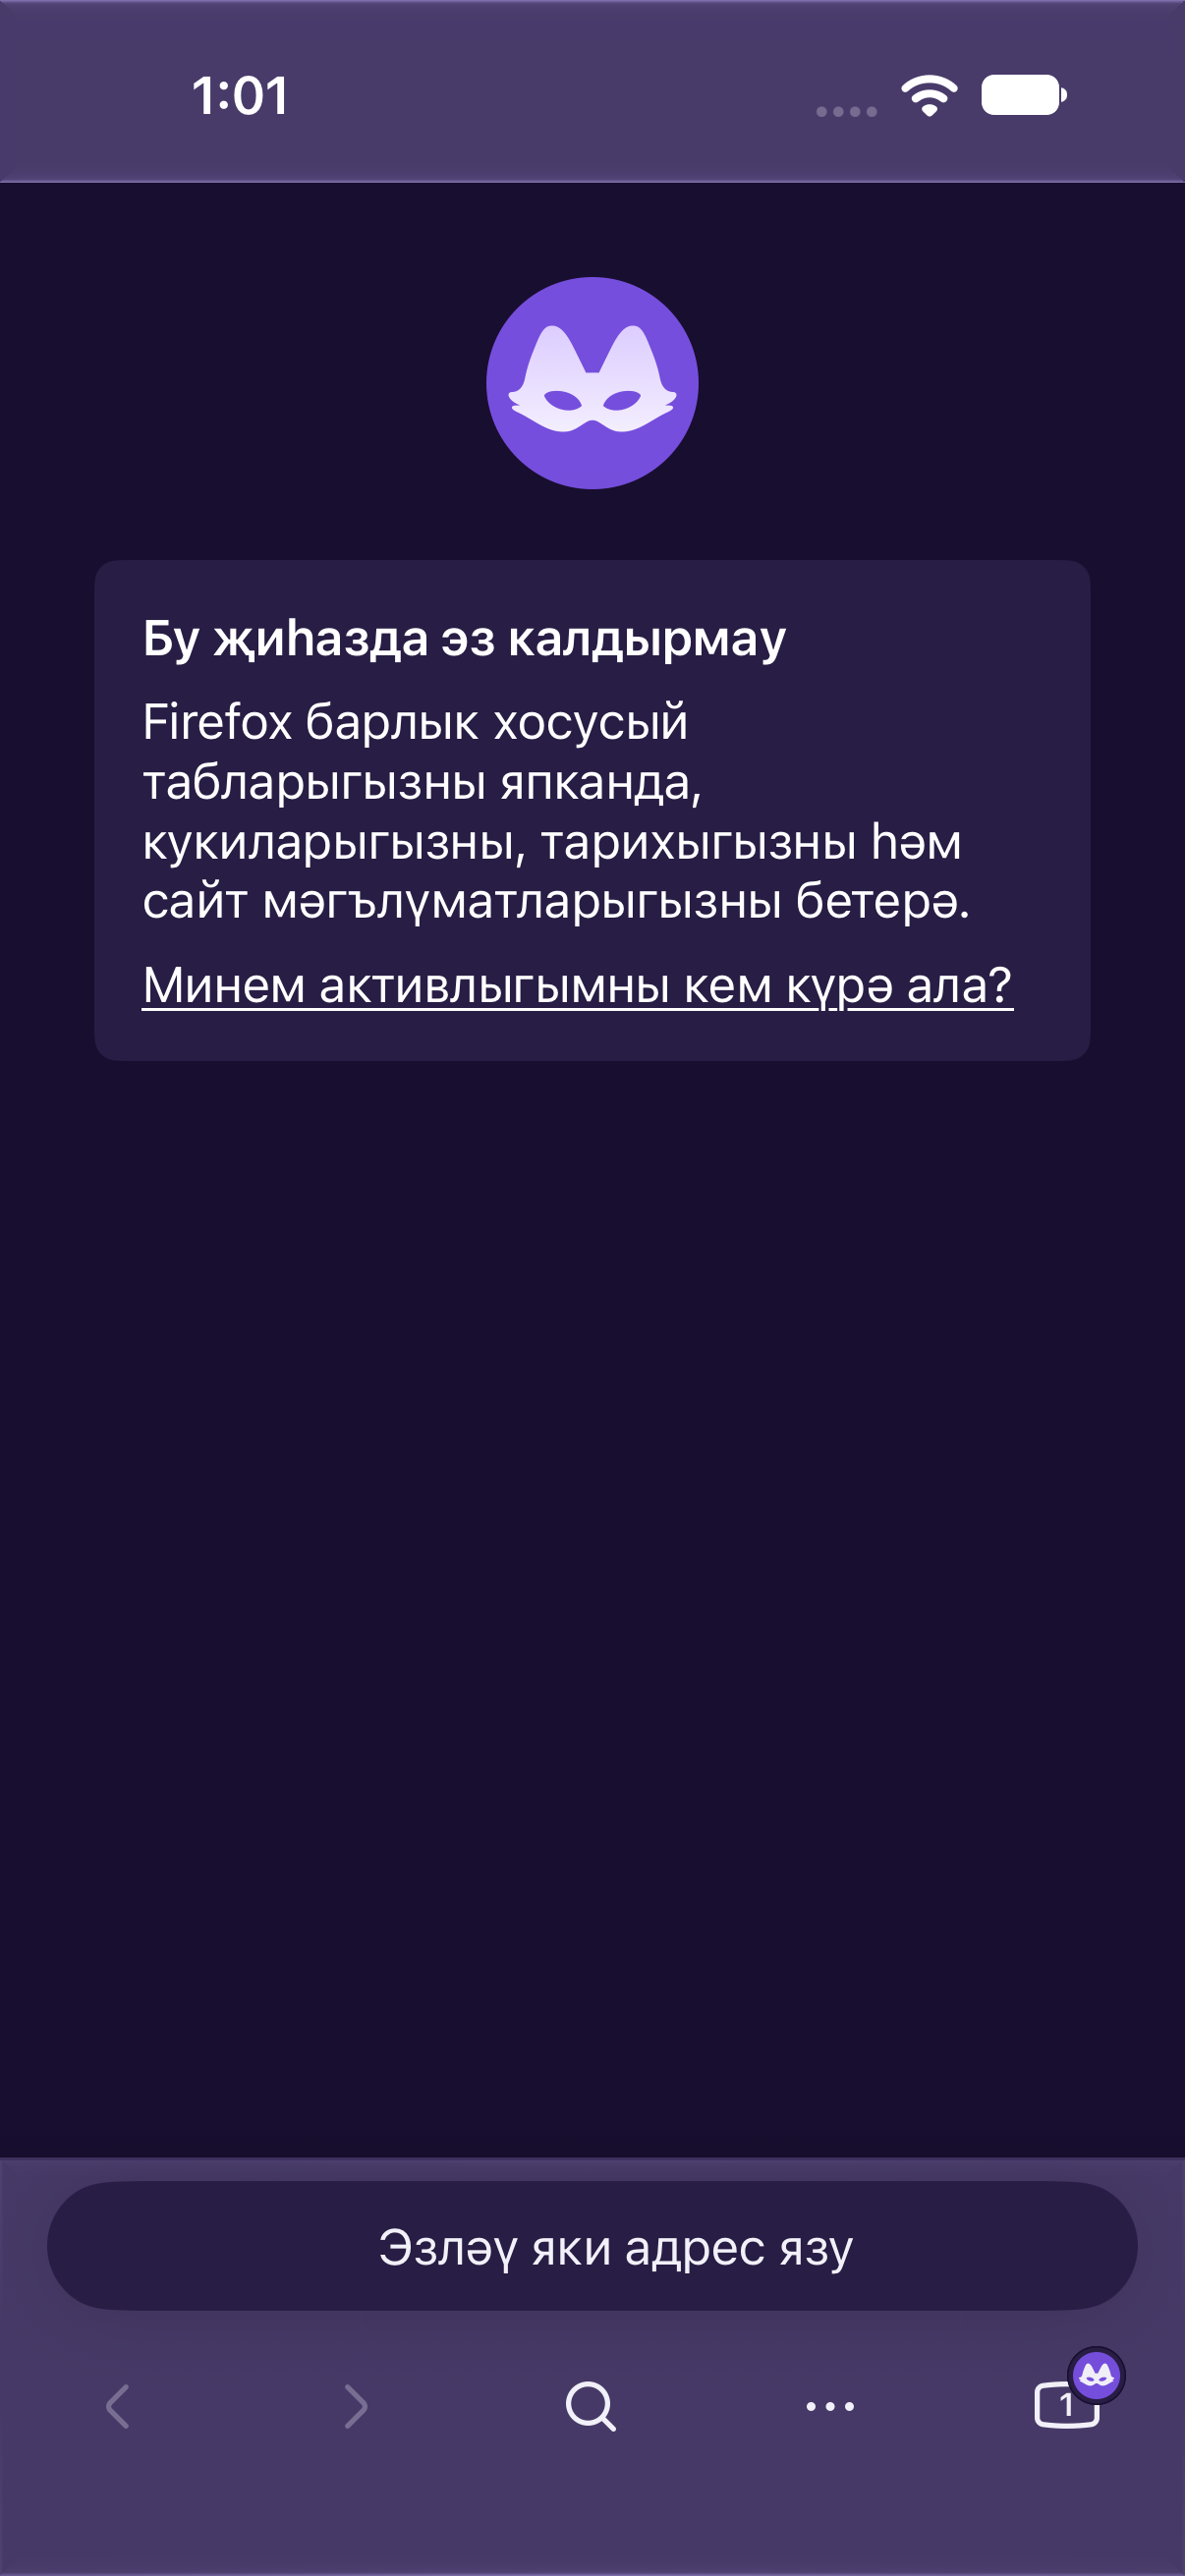 1:01
Бу җиһазда эз калдырмау
Firefox барлык хосусый
табларыгызны япканда,
кукиларыгызны, тарихыгызны һәм
сайт мәгълүматларыгызны бетерә.
Минем активлыгымны кем күрә ала?
Эзләү яки адрес язу
1